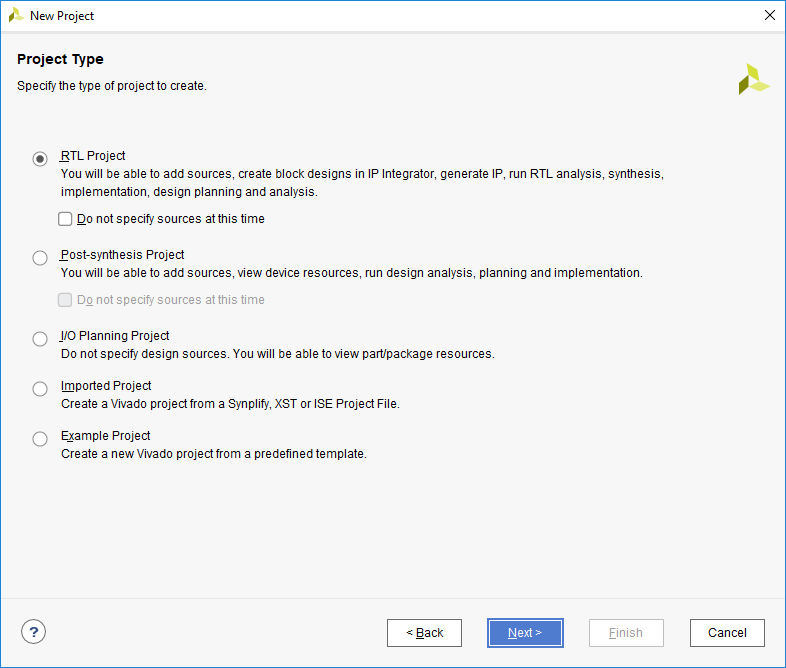 New Project
Project Type
Specify the type of project to create.
RTL Project
You will be able to add sources, create block designs in IP Integrator, generate IP, run RTL analysis, synthesis,
implementation, design planning and analysis.
Do not specify sources at this time
Post-synthesis Project
You will be able to add sources, view device resources, run design analysis, planning and implementation.
Do not specify sources at this time
I/O Planning Project
Do not specify design sources. You will be able to view part/package resources.
Imported Project
Create a Vivado project from a Synplify, XST or ISE Project File.
Example Project
Create a new Vivado project from a predefined template.
? < Back Next > Finish Cancel